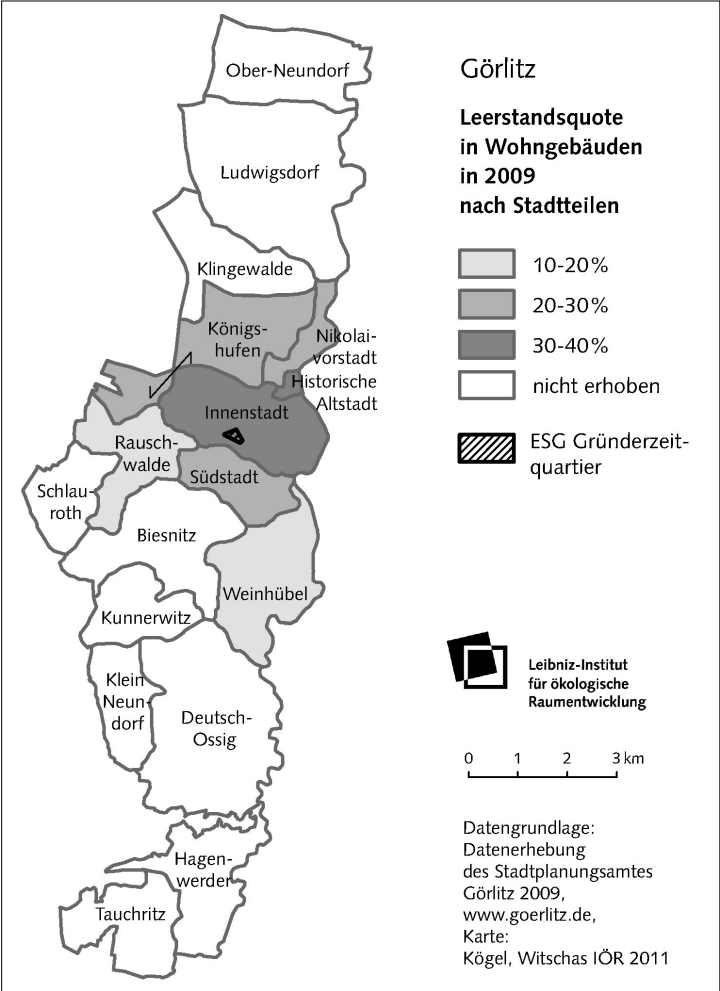 Ober-Neundorf
Ludwigsdorf
Klingewalde
Königs-
hufen
Nikolai-
vorstadt
Historische
Altstadt
Innenstadt
Rausch-
walde
Südstadt
Schlau-
roth
Biesnitz
Weinhübel
Kunnerwitz
Klein
Neun-
dorf
Deutsch-
Ossig
Hagen-
werder
Tauchritz
Görlitz
Leerstandsquote
in Wohngebäuden
in 2009
nach Stadtteilen
10-20%
20-30%
30-40%
nicht erhoben
ESG Gründerzeit-
quartier
Leibniz-Institut
für ökologische
Raumentwicklung
0 1 2 3 km
Datengrundlage:
Datenerhebung
des Stadtplanungsamtes
Görlitz 2009,
www.goerlitz.de,
Karte:
Kögel, Witschas IÖR 2011